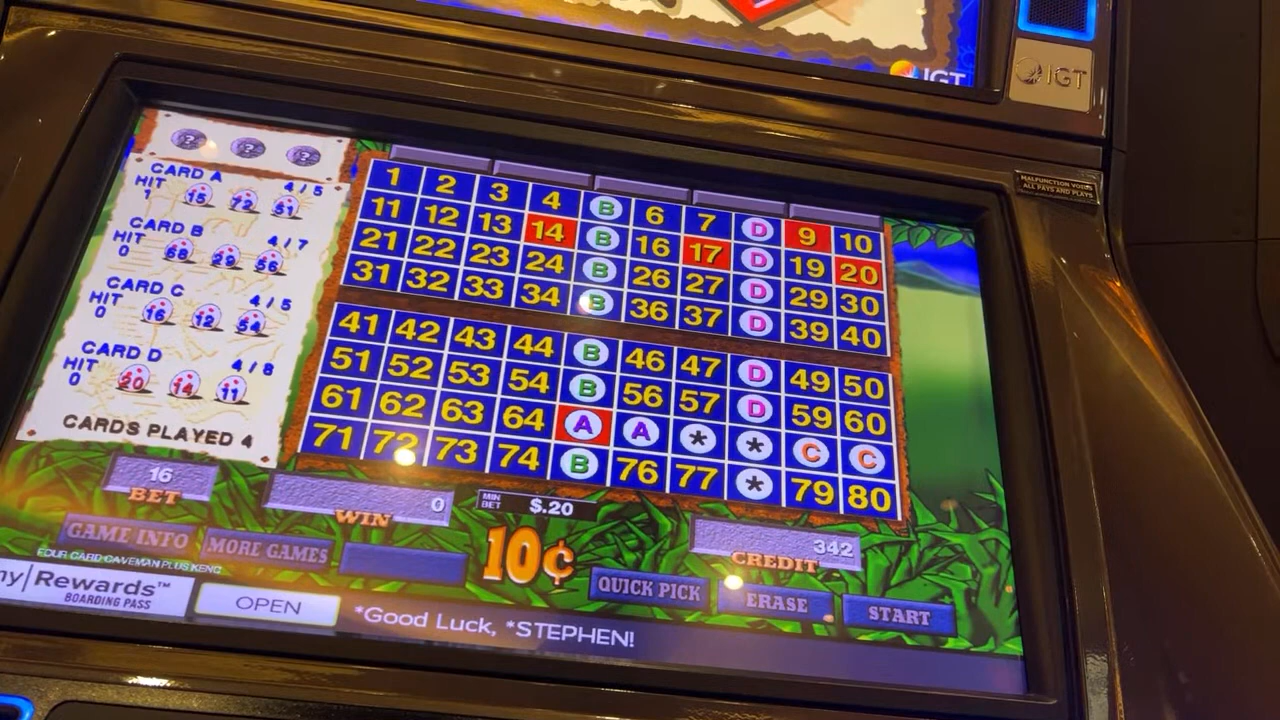 IGT
IGT
MALFUNCTION VOIDS
ALL PAYS AND PLAYS
? ? ?
CARD A 4/5
HIT 1 15 72 51
CARD B 4/7
HIT 0 68 29 56
CARD C 4/5
HIT 0 16 12 54
CARD D 4/8
HIT 0 20 14 11
CARDS PLAYED 4
1 2 3 4 B 6 7 D 9 10
11 12 13 14 B 16 17 D 19 20
21 22 23 24 B 26 27 D 29 30
31 32 33 34 B 36 37 D 39 40
41 42 43 44 B 46 47 D 49 50
51 52 53 54 B 56 57 D 59 60
61 62 63 64 A A * * C C
71 72 73 74 B 76 77 * 79 80
16
BET
0
WIN
MIN BET $.20
342
CREDIT
GAME INFO
MORE GAMES
10¢
QUICK PICK
ERASE
START
FOUR CARD CAVEMAN PLUS KENO
my|Rewards™
BOARDING PASS
OPEN
*Good Luck, *STEPHEN!